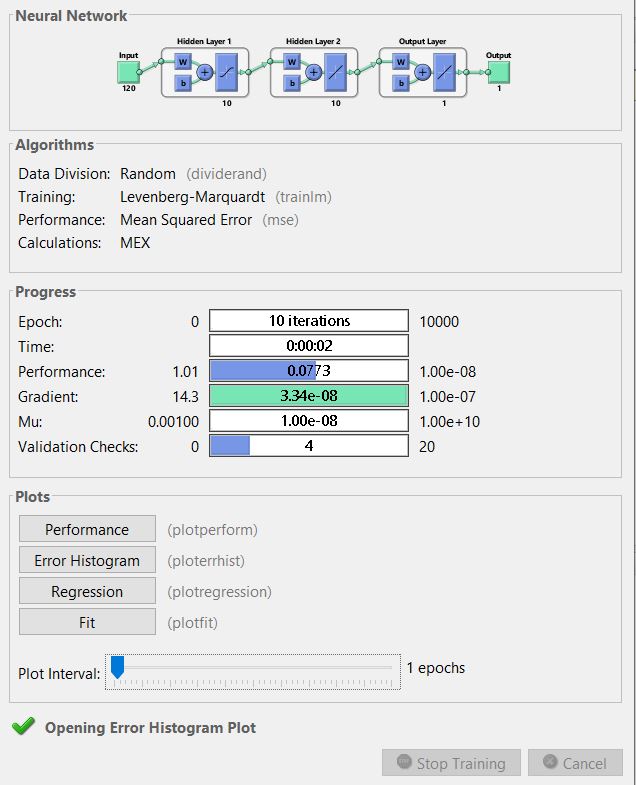 Neural Network
Hidden Layer 1 Hidden Layer 2 Output Layer
Input Output
W W W
+ + +
b b b
120 10 10 1 1
Algorithms
Data Division: Random (dividerand)
Training: Levenberg-Marquardt (trainlm)
Performance: Mean Squared Error (mse)
Calculations: MEX
Progress
Epoch: 0 10 iterations 10000
Time: 0:00:02
Performance: 1.01 0.0773 1.00e-08
Gradient: 14.3 3.34e-08 1.00e-07
Mu: 0.00100 1.00e-08 1.00e+10
Validation Checks: 0 4 20
Plots
Performance (plotperform)
Error Histogram (ploterrhist)
Regression (plotregression)
Fit (plotfit)
Plot Interval: 1 epochs
Opening Error Histogram Plot
Stop Training Cancel